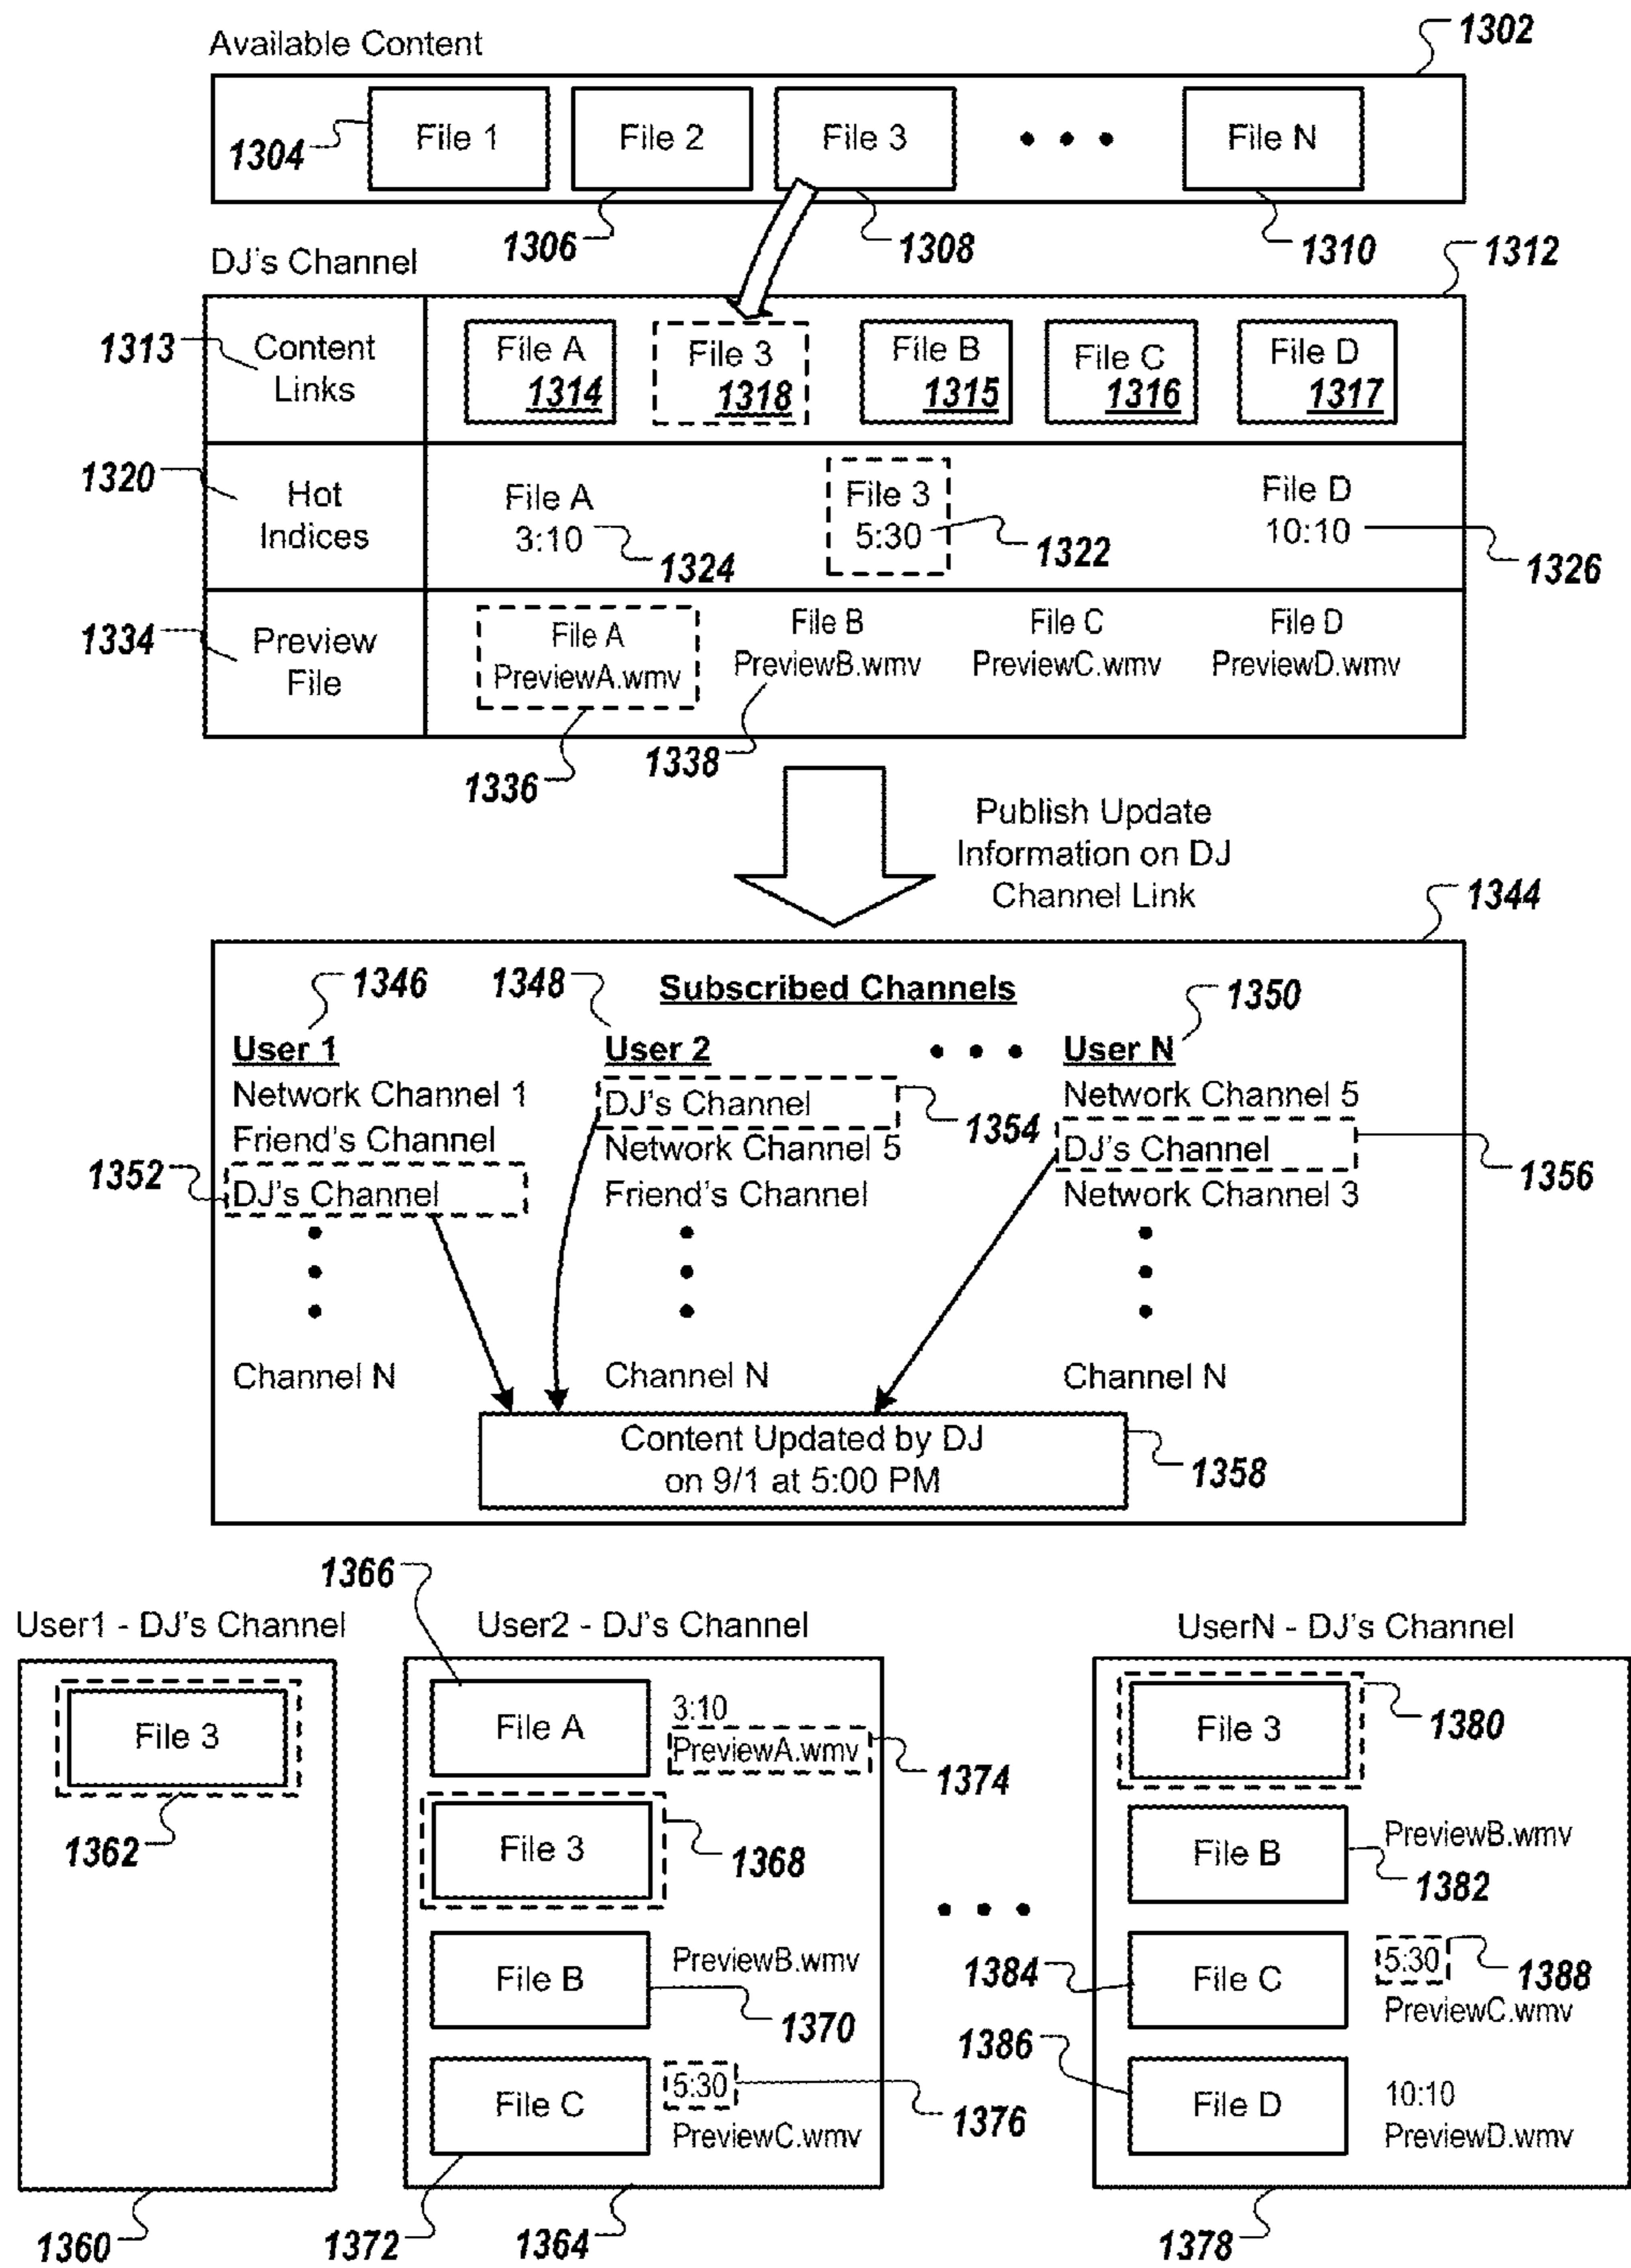 Available Content
1302
1304
File 1
File 2
File 3
File N
1306
1308
1310
DJ's Channel
1312
1313
Content
Links
File A
1314
File 3
1318
File B
1315
File C
1316
File D
1317
1320
Hot
Indices
File A
3:10
1324
File 3
5:30
1322
File D
10:10
1326
1334
Preview
File
File A
PreviewA.wmv
File B
PreviewB.wmv
File C
PreviewC.wmv
File D
PreviewD.wmv
1336
1338
Publish Update
Information on DJ
Channel Link
1344
Subscribed Channels
1346
1348
1350
User 1
Network Channel 1
Friend's Channel
DJ's Channel
1352
Channel N
User 2
DJ's Channel
1354
Network Channel 5
Friend's Channel
Channel N
User N
Network Channel 5
DJ's Channel
1356
Network Channel 3
Channel N
Content Updated by DJ
on 9/1 at 5:00 PM
1358
User1 - DJ's Channel
File 3
1362
1360
1366
User2 - DJ's Channel
File A
3:10
PreviewA.wmv
1374
File 3
1368
File B
PreviewB.wmv
1370
File C
5:30
1376
PreviewC.wmv
1372
1364
UserN - DJ's Channel
File 3
1380
File B
PreviewB.wmv
1382
1384
File C
5:30
1388
PreviewC.wmv
1386
File D
10:10
PreviewD.wmv
1378